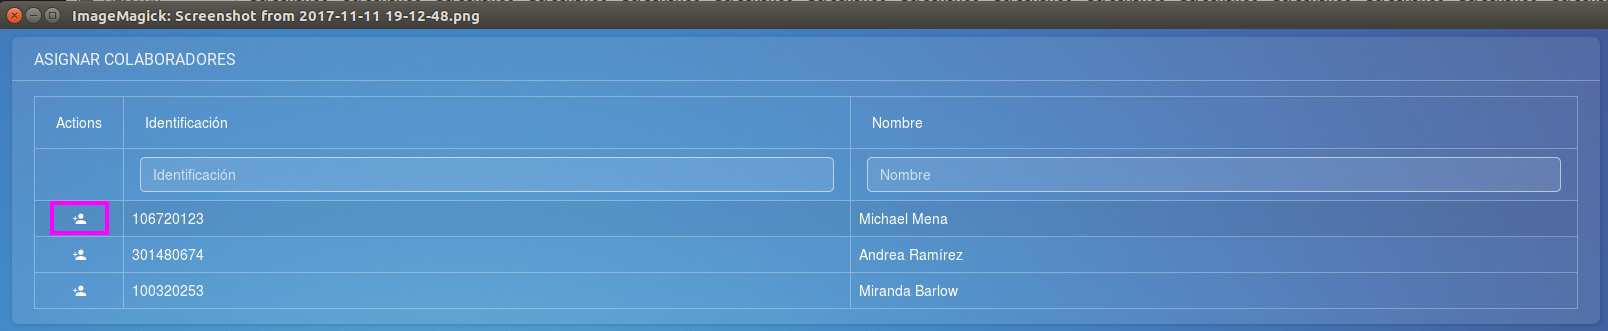 ImageMagick: Screenshot from 2017-11-11 19-12-48.png
ASIGNAR COLABORADORES
Actions Identificación Nombre
Identificación Nombre
106720123 Michael Mena
301480674 Andrea Ramírez
100320253 Miranda Barlow